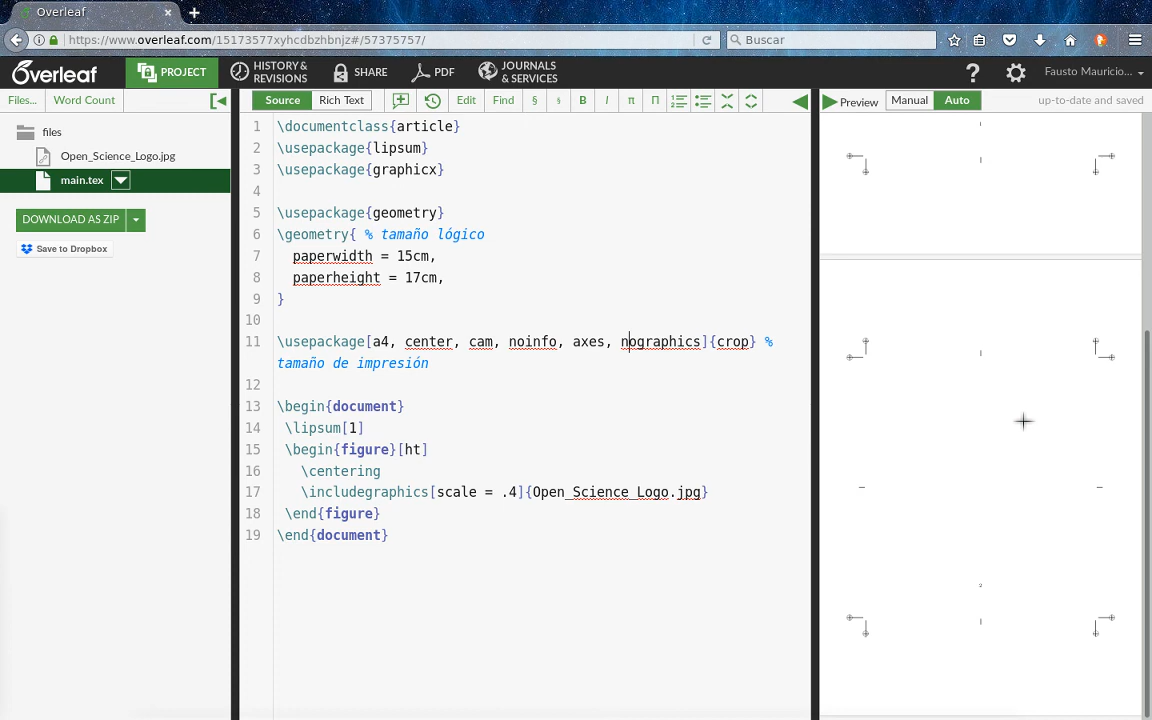 Overleaf
https://www.overleaf.com/15173577xyhcdbzhbnjz#/57375757/
Buscar
Overleaf
PROJECT
HISTORY & REVISIONS
SHARE
PDF
JOURNALS & SERVICES
?
Fausto Mauricio...
Files...
Word Count
Source
Rich Text
Edit
Find
§
§
B
I
π
Π
Preview
Manual
Auto
up-to-date and saved
files
Open_Science_Logo.jpg
main.tex
DOWNLOAD AS ZIP
Save to Dropbox
1 \documentclass{article}
2 \usepackage{lipsum}
3 \usepackage{graphicx}
4
5 \usepackage{geometry}
6 \geometry{ % tamaño lógico
7 paperwidth = 15cm,
8 paperheight = 17cm,
9 }
10
11 \usepackage[a4, center, cam, noinfo, axes, nographics]{crop} %
tamaño de impresión
12
13 \begin{document}
14 \lipsum[1]
15 \begin{figure}[ht]
16 \centering
17 \includegraphics[scale = .4]{Open_Science_Logo.jpg}
18 \end{figure}
19 \end{document}